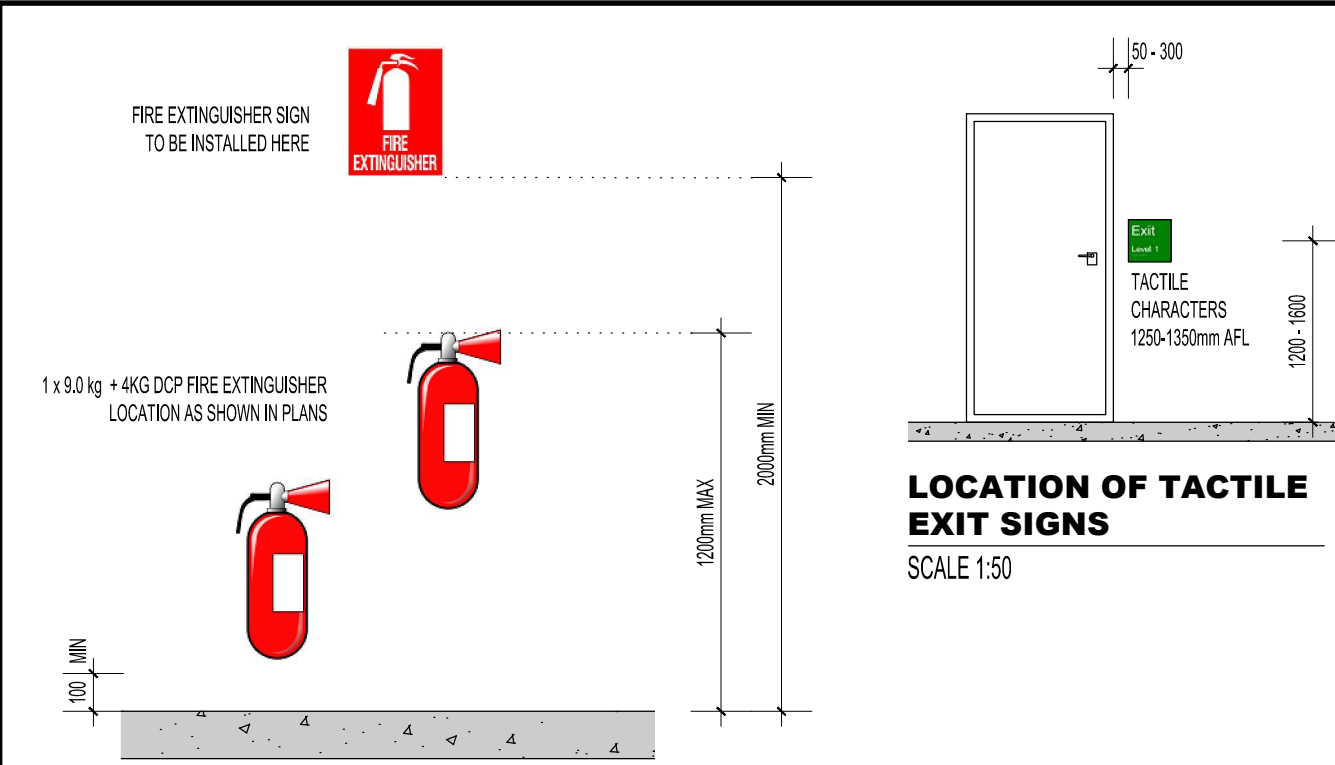 FIRE EXTINGUISHER SIGN
TO BE INSTALLED HERE
FIRE
EXTINGUISHER
1 x 9.0 kg + 4KG DCP FIRE EXTINGUISHER
LOCATION AS SHOWN IN PLANS
100 MIN
1200mm MAX
2000mm MIN
50 - 300
Exit
Level 1
TACTILE
CHARACTERS
1250-1350mm AFL
1200 - 1600
LOCATION OF TACTILE
EXIT SIGNS
SCALE 1:50